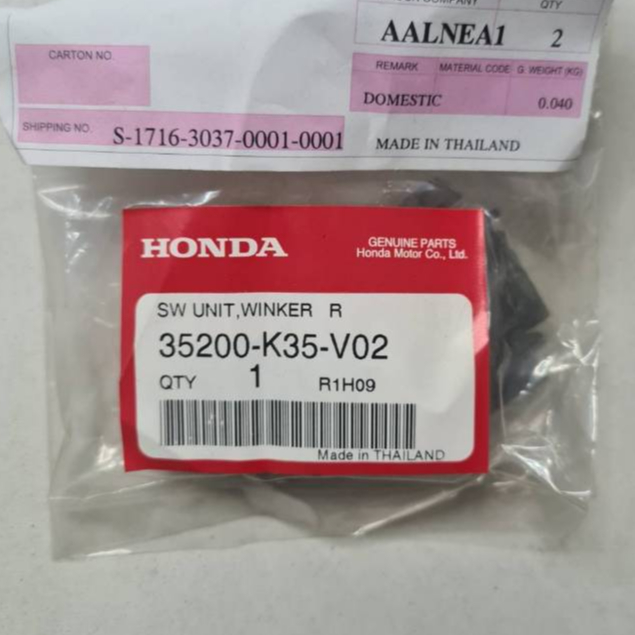 COMPANY QTY
AALNEA1 2
CARTON NO.
REMARK MATERIAL CODE G. WEIGHT (KG)
DOMESTIC 0.040
SHIPPING NO. S-1716-3037-0001-0001
MADE IN THAILAND
HONDA
GENUINE PARTS
Honda Motor Co., Ltd.
SW UNIT,WINKER R
35200-K35-V02
QTY 1 R1H09
Made in THAILAND